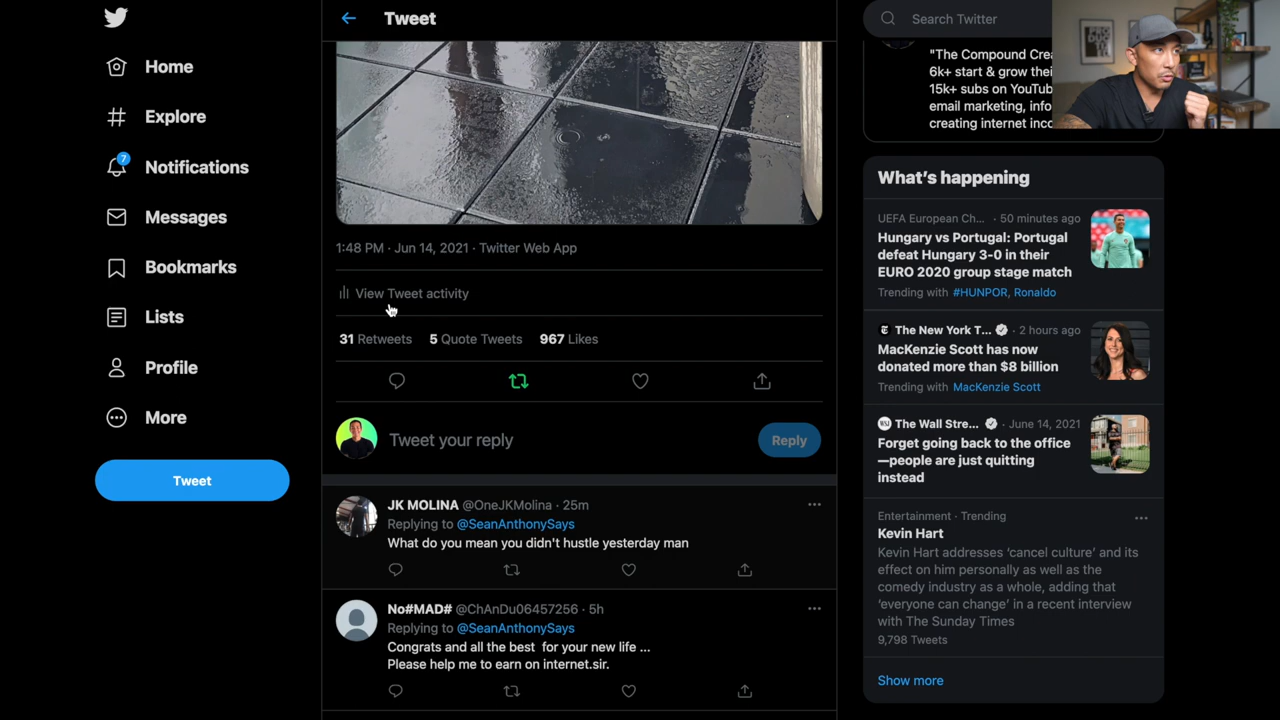 Home
Explore
7
Notifications
Messages
Bookmarks
Lists
Profile
More
Tweet
Tweet
1:48 PM · Jun 14, 2021 · Twitter Web App
View Tweet activity
31 Retweets 5 Quote Tweets 967 Likes
Tweet your reply
Reply
JK MOLINA @OneJKMolina · 25m
Replying to @SeanAnthonySays
What do you mean you didn't hustle yesterday man
No#MAD# @ChAnDu06457256 · 5h
Replying to @SeanAnthonySays
Congrats and all the best for your new life ...
Please help me to earn on internet.sir.
Search Twitter
"The Compound Crea
6k+ start & grow thei
15k+ subs on YouTub
email marketing, info
creating internet inco
What's happening
UEFA European Ch... · 50 minutes ago
Hungary vs Portugal: Portugal
defeat Hungary 3-0 in their
EURO 2020 group stage match
Trending with #HUNPOR, Ronaldo
The New York T... · 2 hours ago
MacKenzie Scott has now
donated more than $8 billion
Trending with MacKenzie Scott
WSJ The Wall Stre... · June 14, 2021
Forget going back to the office
—people are just quitting
instead
Entertainment · Trending
Kevin Hart
Kevin Hart addresses 'cancel culture' and its
effect on him personally as well as the
comedy industry as a whole, adding that
'everyone can change' in a recent interview
with The Sunday Times
9,798 Tweets
Show more